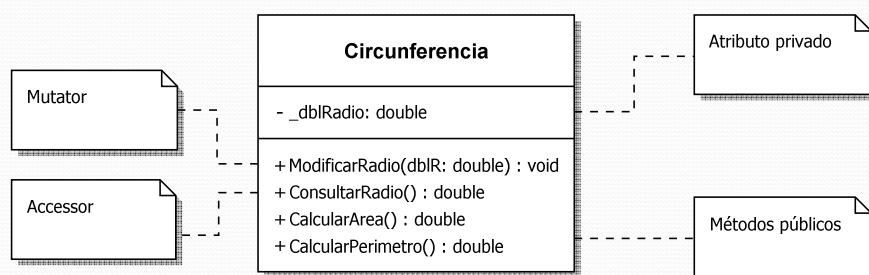 Circunferencia
Atributo privado
Mutator
- _dblRadio: double
+ ModificarRadio(dblR: double) : void
+ ConsultarRadio() : double
Accessor
+ CalcularArea() : double
Métodos públicos
+ CalcularPerimetro() : double